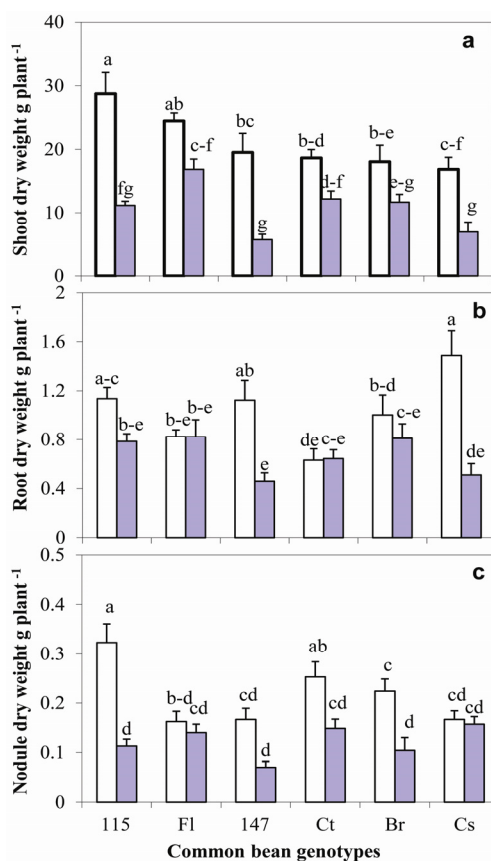 a
Shoot dry weight g plant -1
40
30
20
10
0
a
fg
ab
c-f
bc
g
b-d
d-f
b-e
e-g
c-f
g
b
Root dry weight g plant -1
2
1.6
1.2
0.8
0.4
0
a-c
b-e
b-e
b-e
ab
e
de
c-e
b-d
c-e
a
de
c
Nodule dry weight g plant -1
0.5
0.4
0.3
0.2
0.1
0
a
d
b-d
cd
cd
d
ab
cd
c
d
cd
cd
115 Fl 147 Ct Br Cs
Common bean genotypes